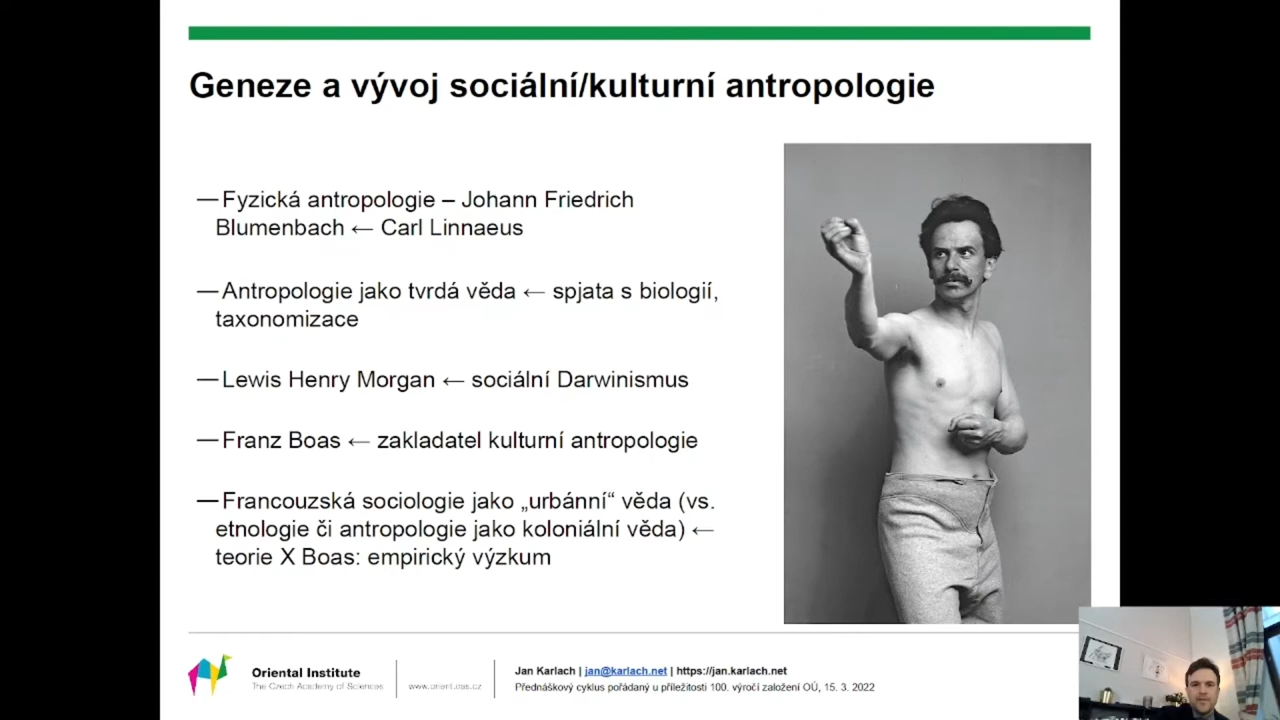 Geneze a vývoj sociální/kulturní antropologie
— Fyzická antropologie – Johann Friedrich
Blumenbach ← Carl Linnaeus
— Antropologie jako tvrdá věda ← spjata s biologií,
taxonomizace
— Lewis Henry Morgan ← sociální Darwinismus
— Franz Boas ← zakladatel kulturní antropologie
— Francouzská sociologie jako „urbánní“ věda (vs.
etnologie či antropologie jako koloniální věda) ←
teorie X Boas: empirický výzkum
Oriental Institute
The Czech Academy of Sciences
www.orient.cas.cz
Jan Karlach | jan@karlach.net | https://jan.karlach.net
Přednáškový cyklus pořádaný u příležitosti 100. výročí založení OÚ, 15. 3. 2022